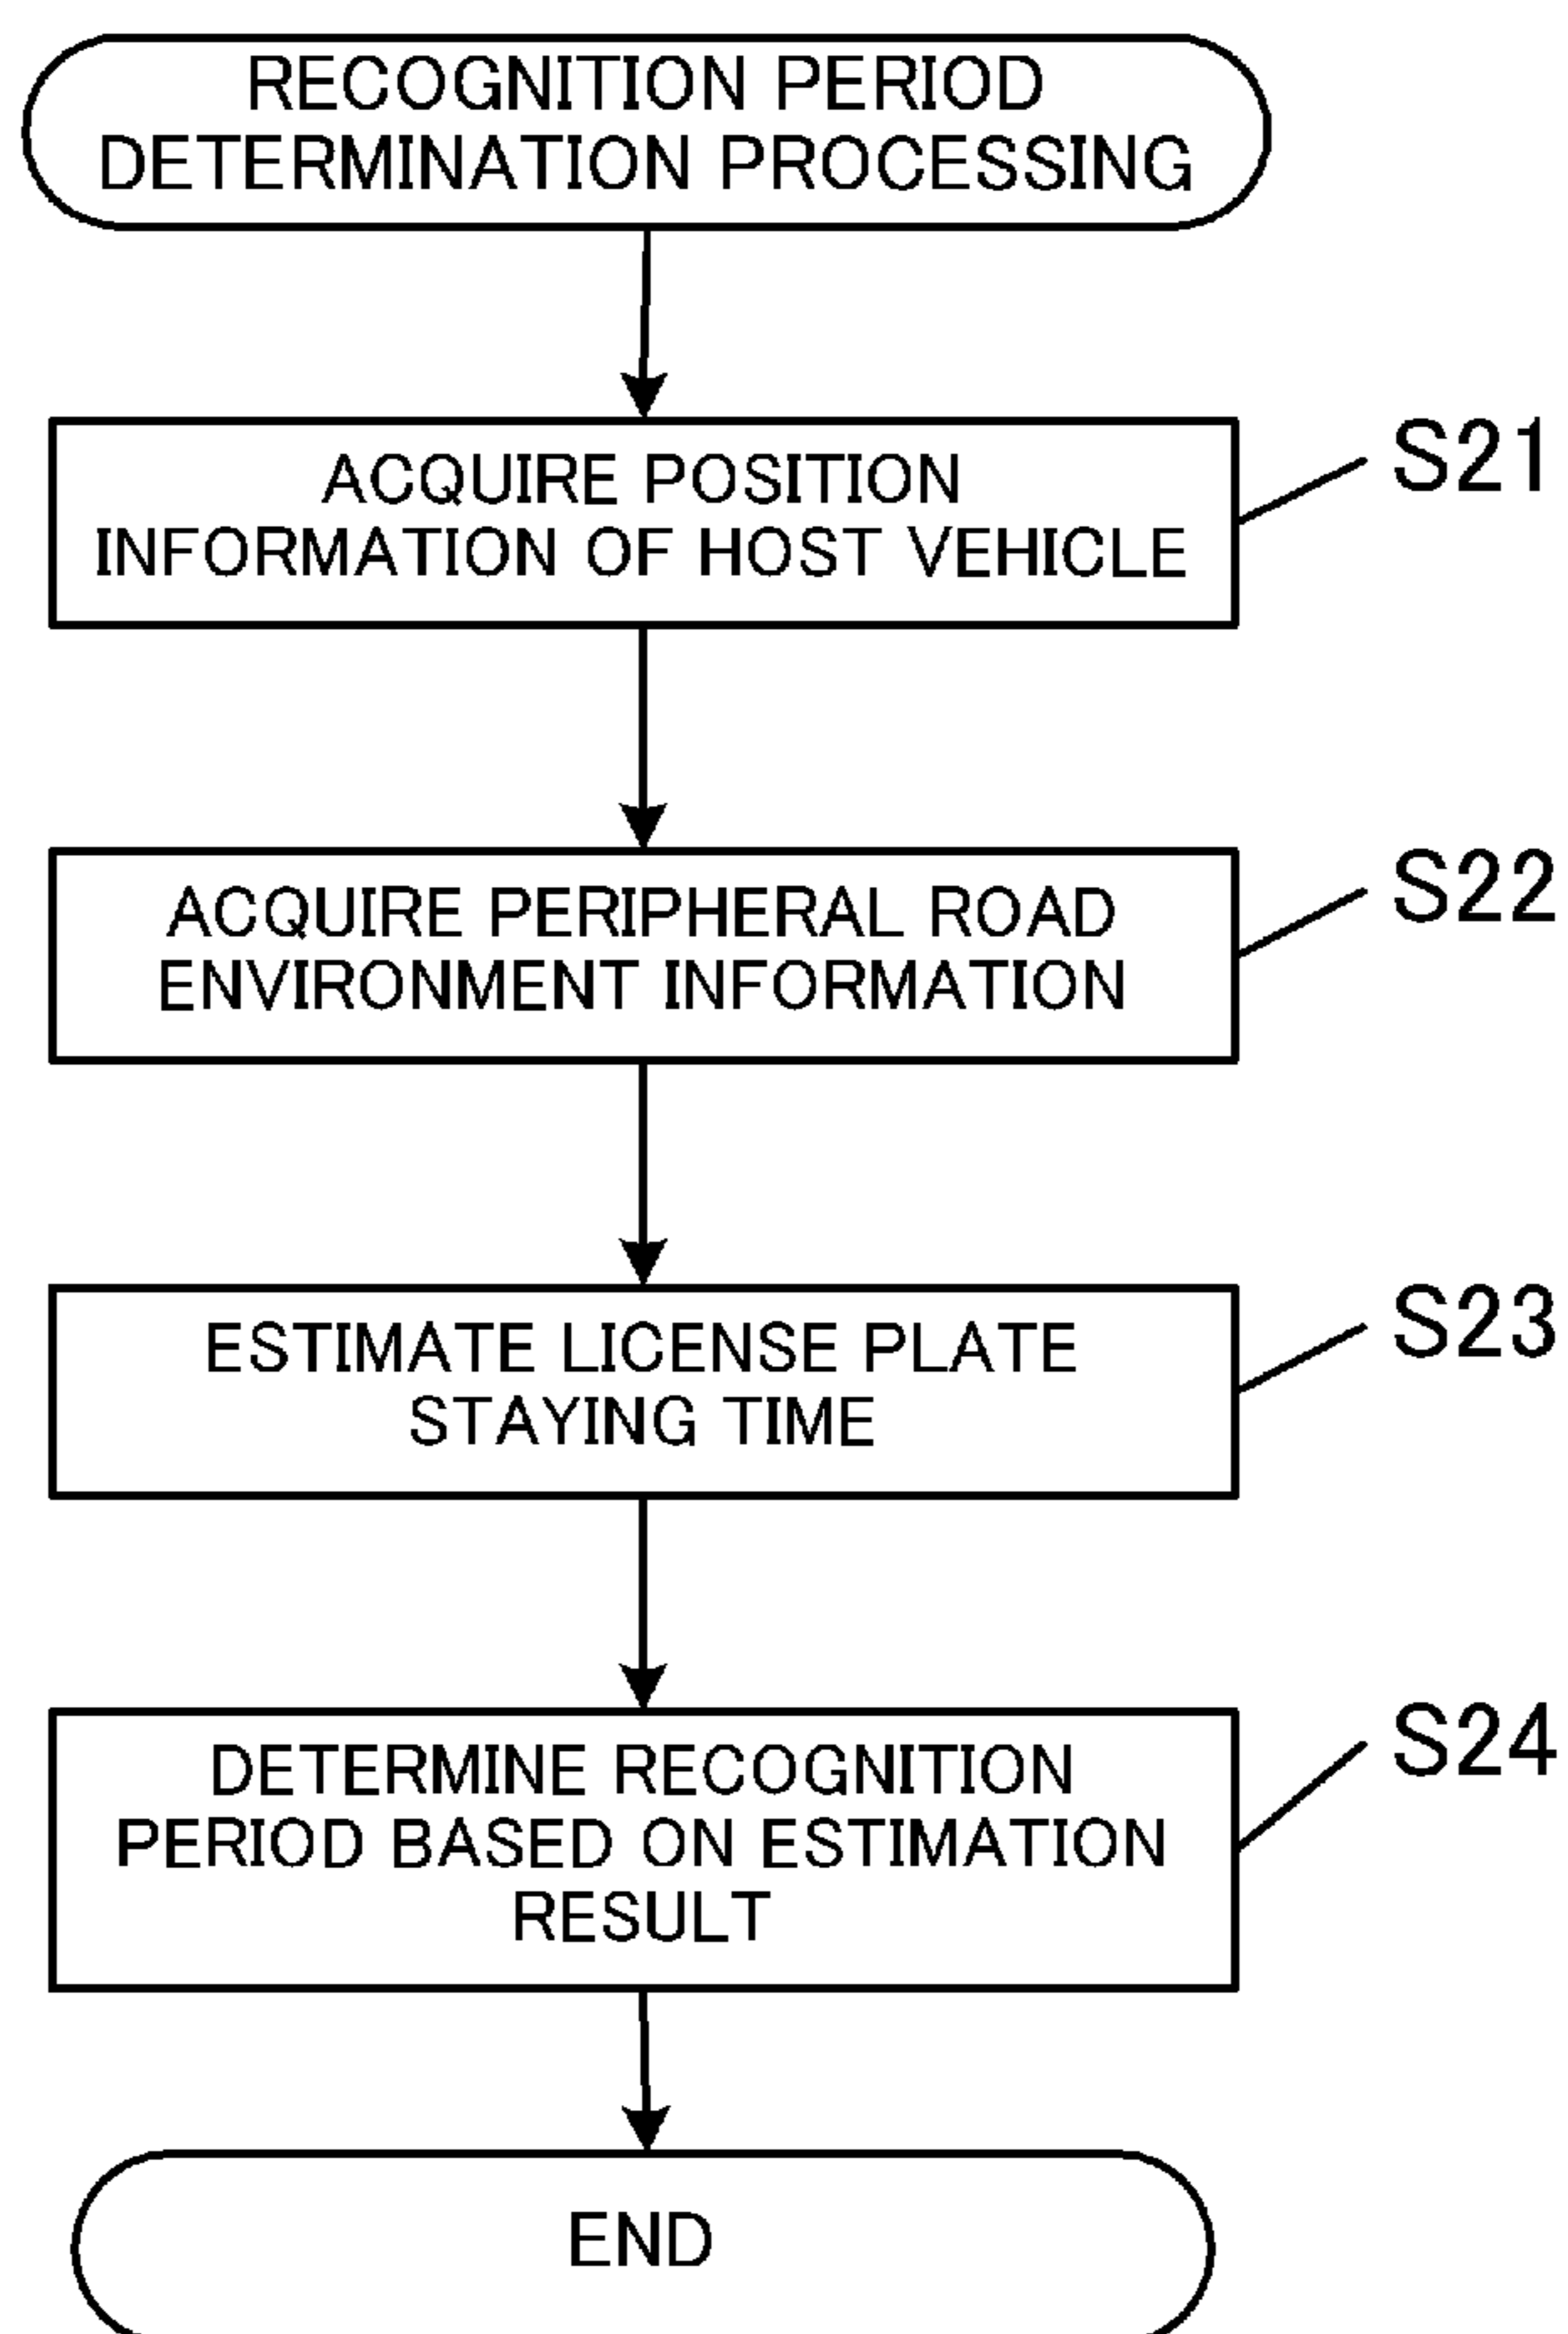 RECOGNITION PERIOD
DETERMINATION PROCESSING
ACQUIRE POSITION
INFORMATION OF HOST VEHICLE
S21
ACQUIRE PERIPHERAL ROAD
ENVIRONMENT INFORMATION
S22
ESTIMATE LICENSE PLATE
STAYING TIME
S23
DETERMINE RECOGNITION
PERIOD BASED ON ESTIMATION
RESULT
S24
END